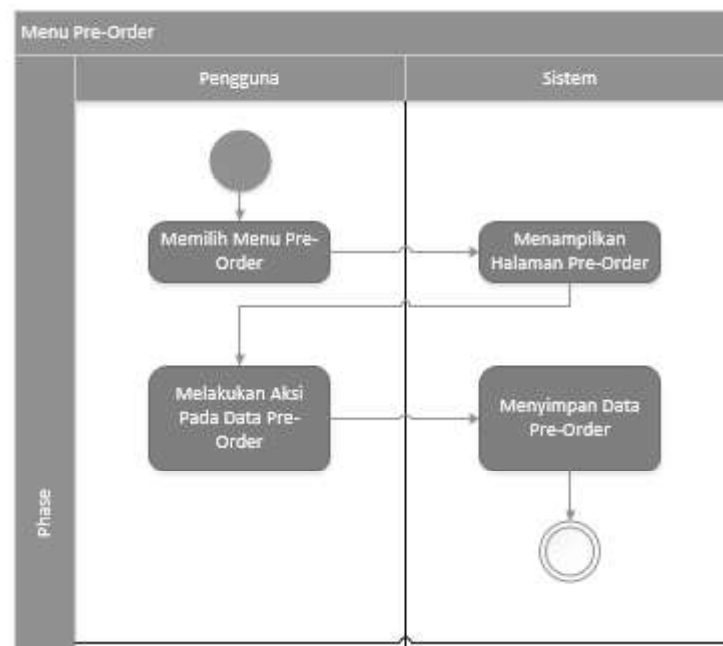 Menu Pre-Order
Pengguna
Sistem
Memilih Menu Pre-
Order
Menampilkan
Halaman Pre-Order
Melakukan Aksi
Pada Data Pre-
Order
Menyimpan Data
Pre-Order
Phase